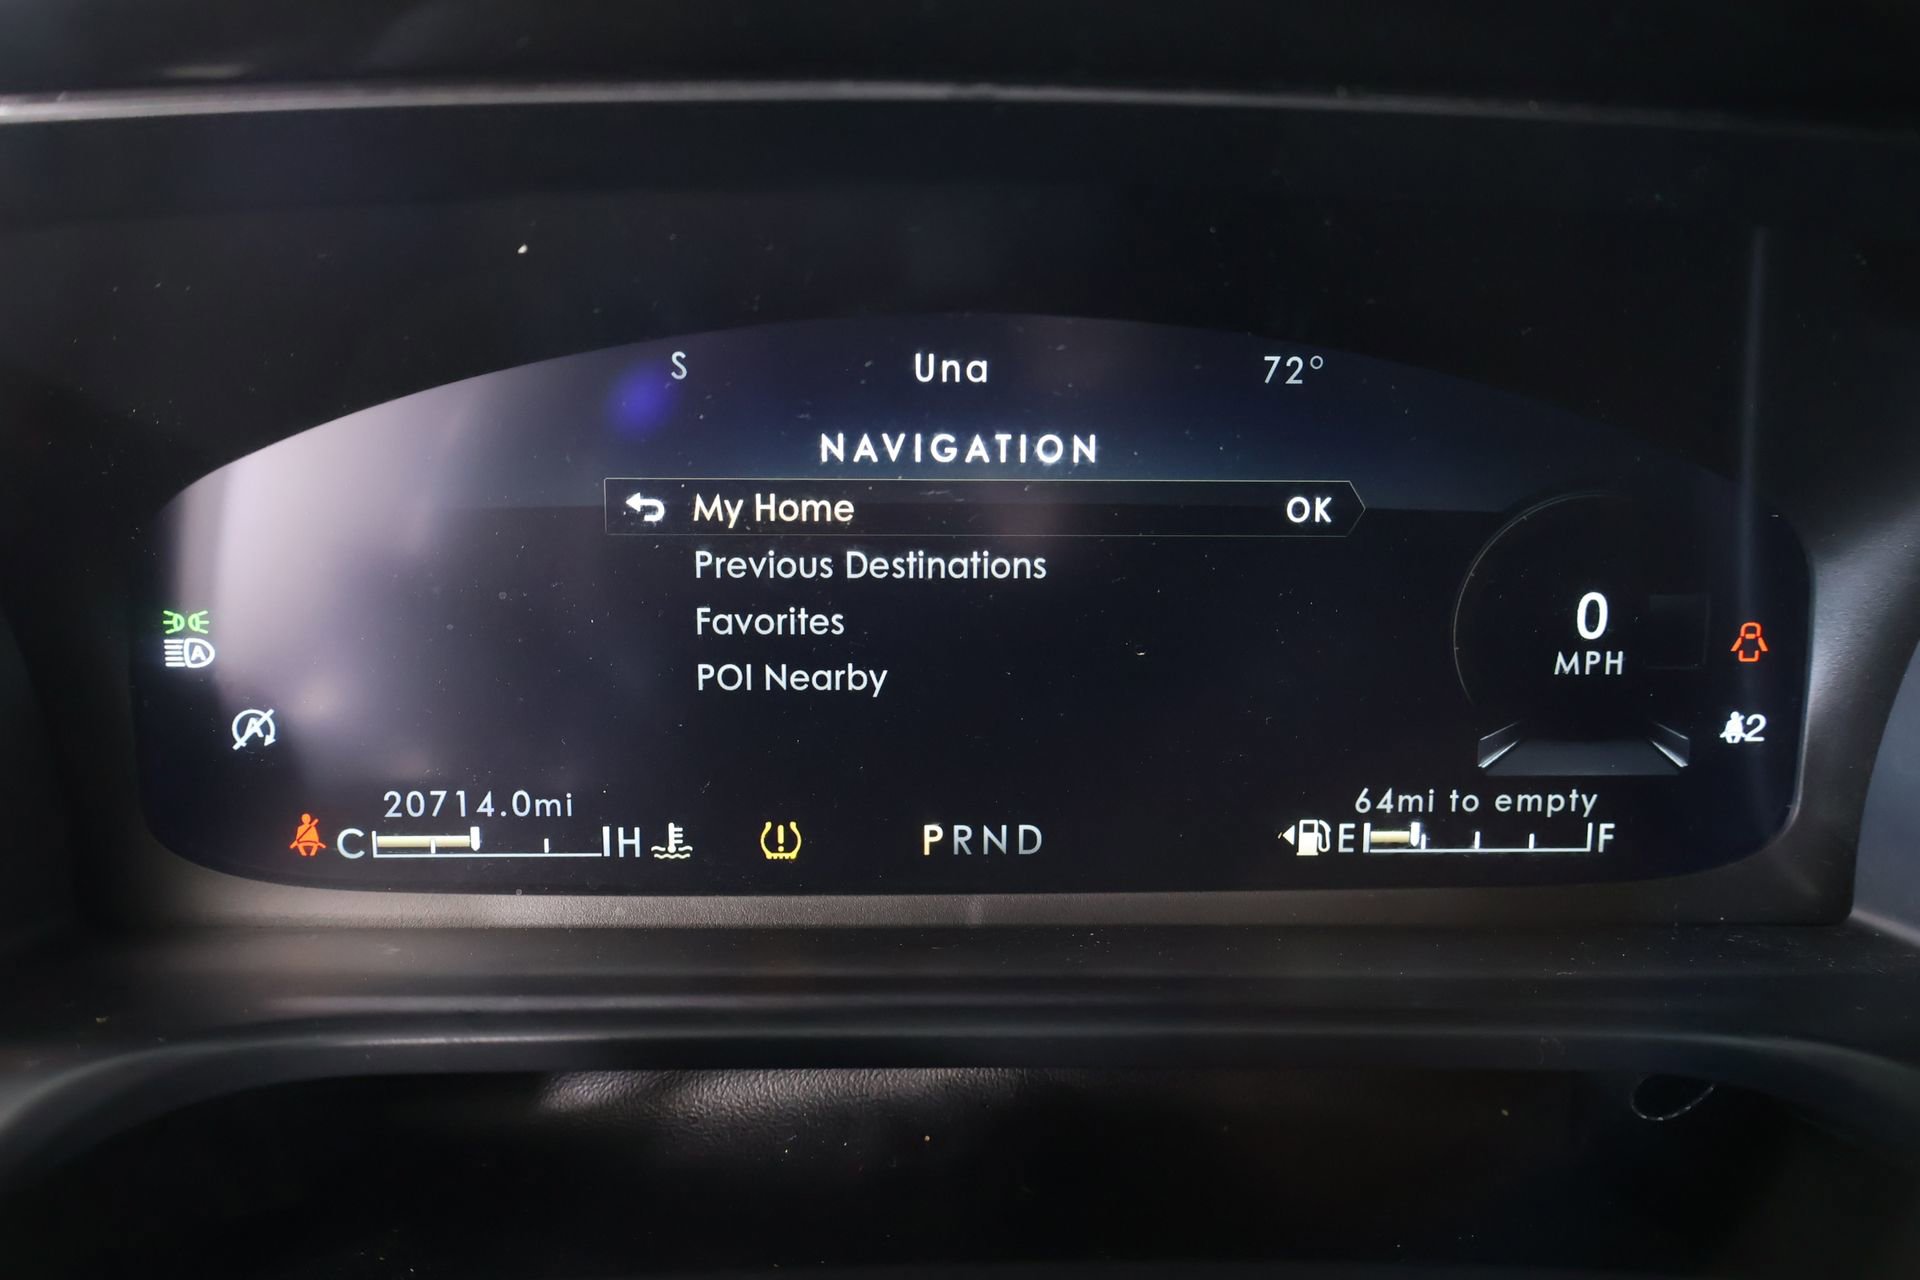 S Una 72°
NAVIGATION
My Home OK
Previous Destinations
Favorites
POI Nearby
0
MPH
A
A
2
20714.0mi 64mi to empty
C H PRND E F